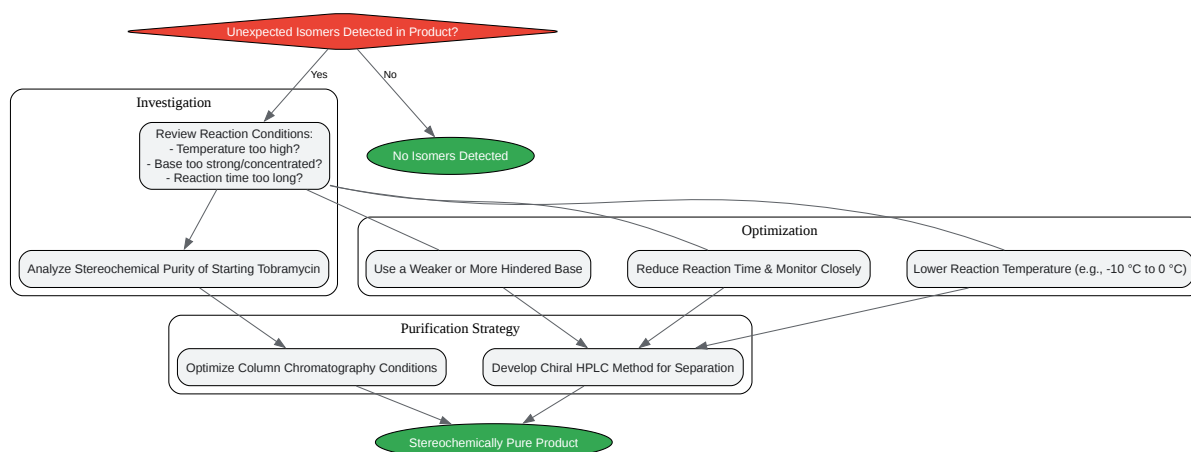 Unexpected Isomers Detected in Product?
Yes
No
Investigation
Review Reaction Conditions:
- Temperature too high?
- Base too strong/concentrated?
- Reaction time too long?
No Isomers Detected
Optimization
Analyze Stereochemical Purity of Starting Tobramycin
Use a Weaker or More Hindered Base
Reduce Reaction Time & Monitor Closely
Lower Reaction Temperature (e.g., -10 °C to 0 °C)
Purification Strategy
Optimize Column Chromatography Conditions
Develop Chiral HPLC Method for Separation
Stereochemically Pure Product